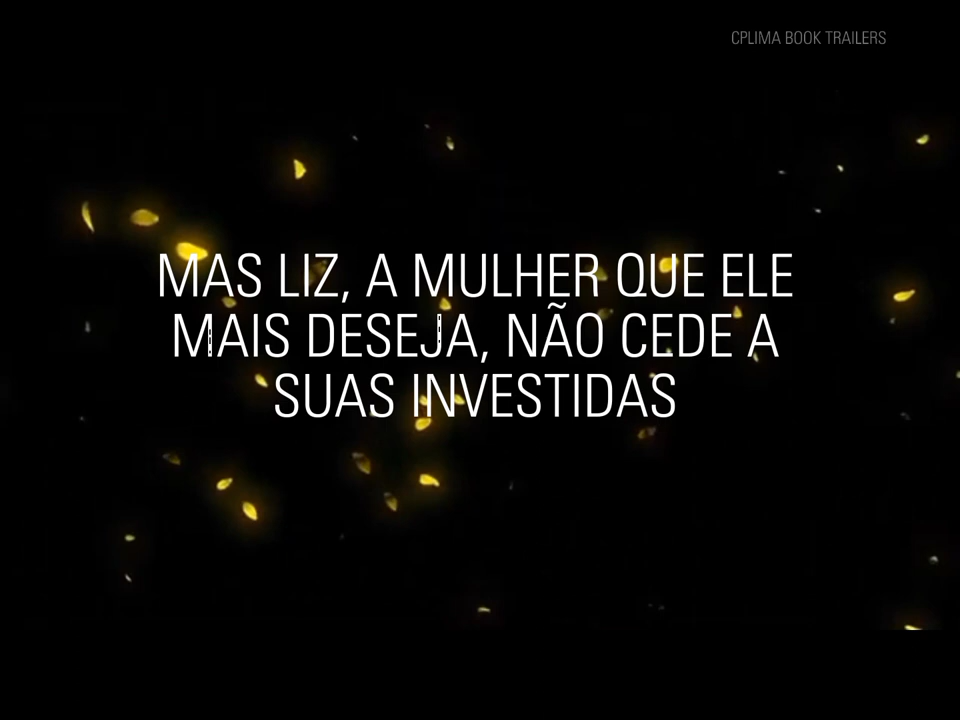 CPLIMA BOOK TRAILERS
MAS LIZ, A MULHER QUE ELE
MAIS DESEJA, NÃO CEDE A
SUAS INVESTIDAS